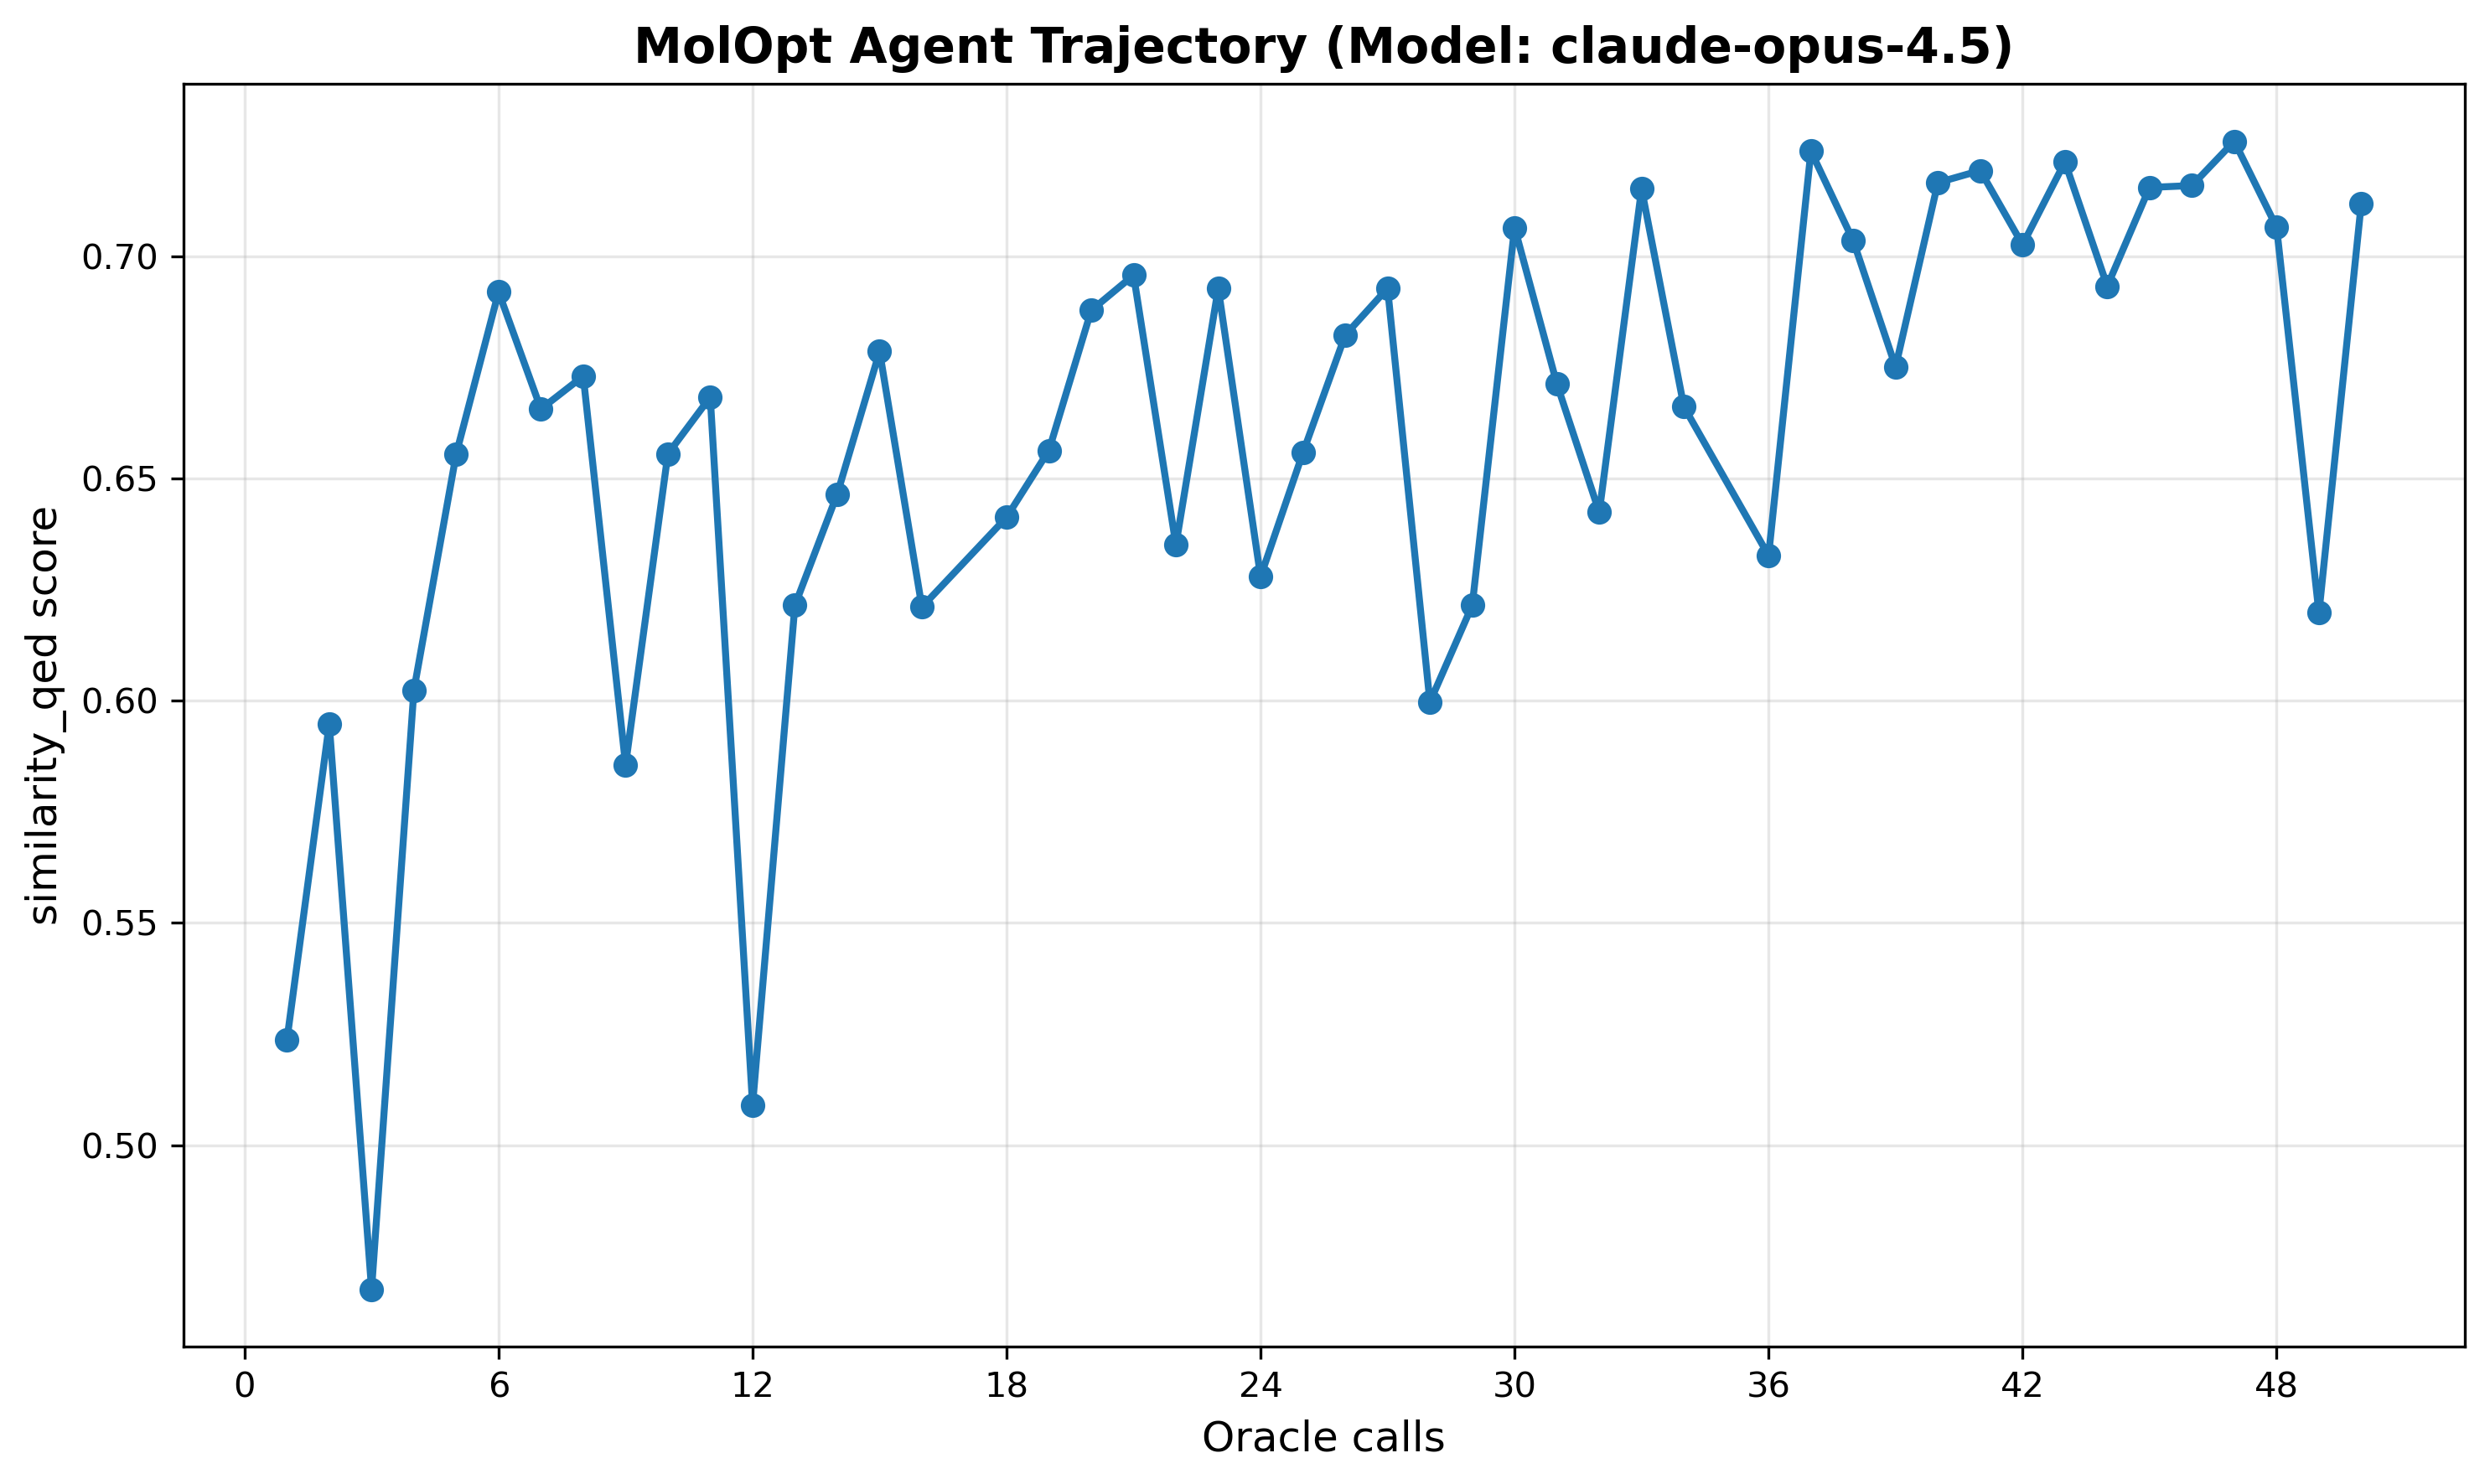 MolOpt Agent Trajectory (Model: claude-opus-4.5)
similarity_qed score
0.70
0.65
0.60
0.55
0.50
0 6 12 18 24 30 36 42 48
Oracle calls